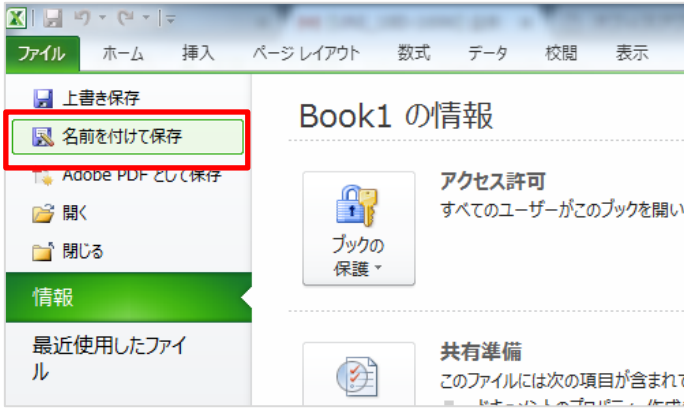 ファイル ホーム 挿入 ページ レイアウト 数式 データ 校閲 表示
上書き保存
名前を付けて保存
Adobe PDF として保存
開く
閉じる
情報
最近使用したファイ
ル
Book1 の情報
ブックの
保護
アクセス許可
すべてのユーザーがこのブックを開い
共有準備
このファイルには次の項目が含まれて